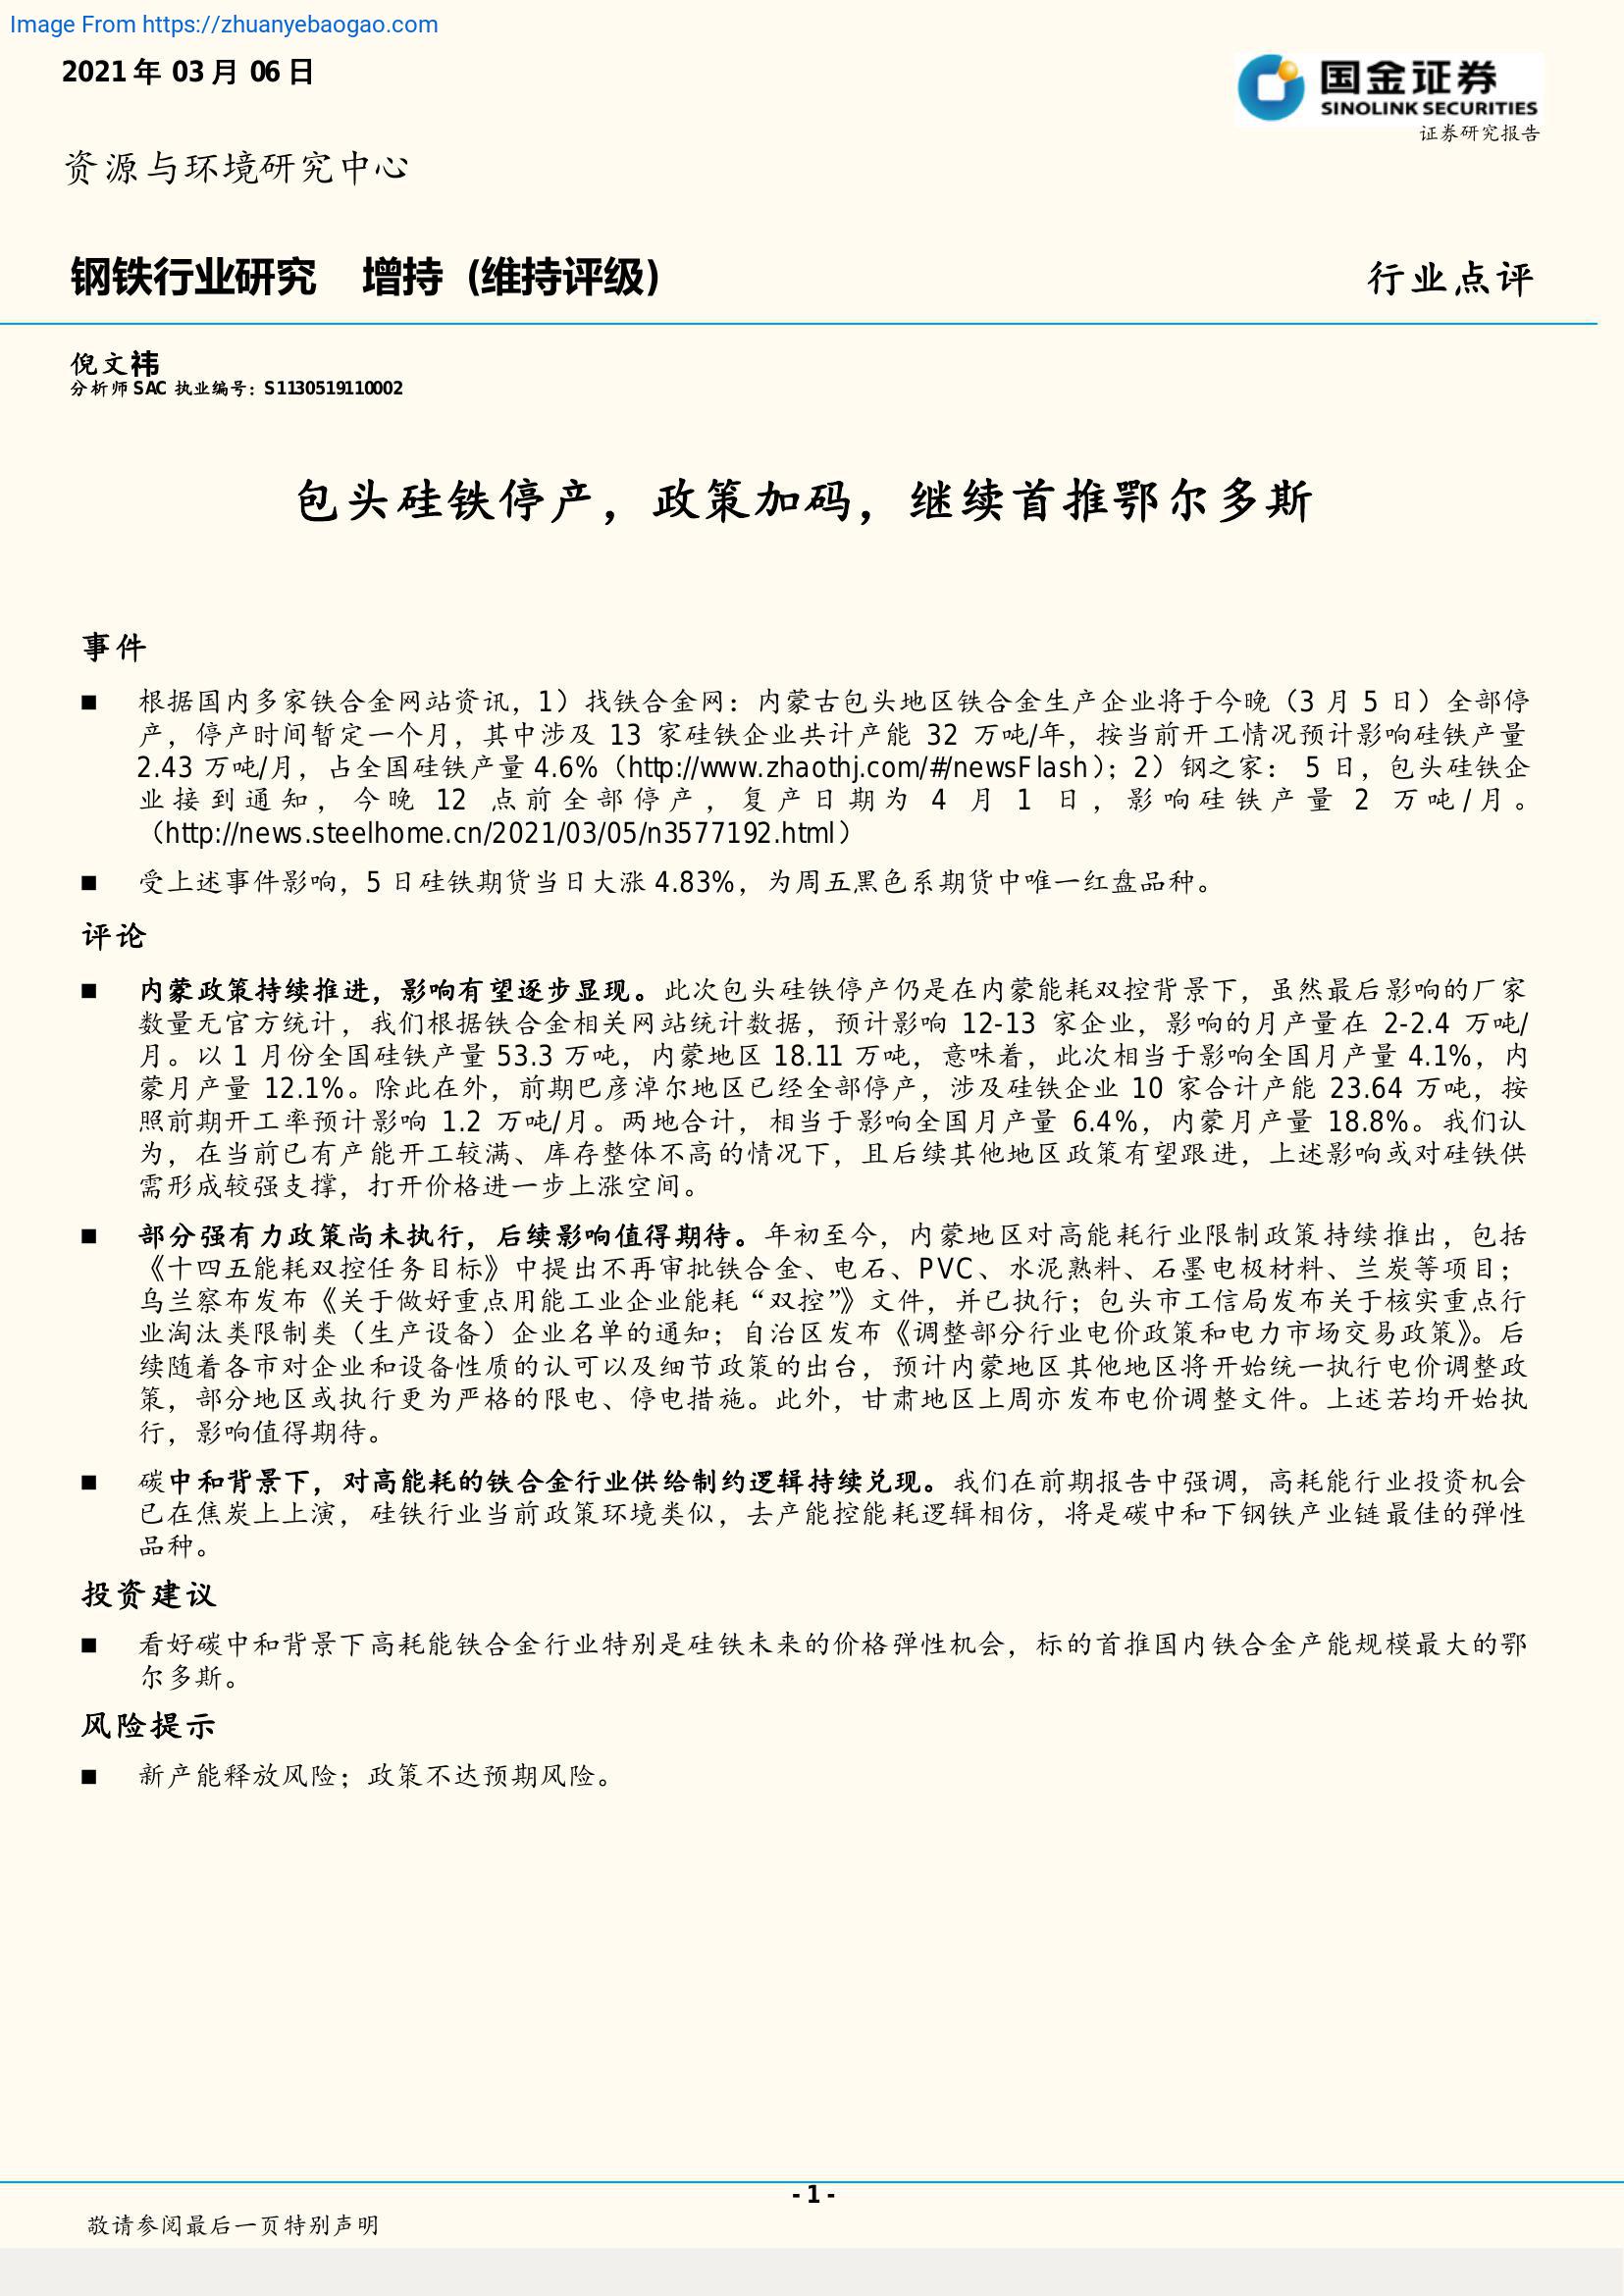 Image From https://zhuanyebaogao.com
2021 年 03 月 06 日
国金证券
SINOLINK SECURITIES
证券研究报告
资源与环境研究中心
钢铁行业研究 增持 (维持评级)
行业点评
倪文祎
分析师 SAC 执业编号：S1130519110002
包头硅铁停产，政策加码，继续首推鄂尔多斯
事件
■ 根据国内多家铁合金网站资讯，1）找铁合金网：内蒙古包头地区铁合金生产企业将于今晚（3 月 5 日）全部停
产，停产时间暂定一个月，其中涉及 13 家硅铁企业共计产能 32 万吨/年，按当前开工情况预计影响硅铁产量
2.43 万吨/月，占全国硅铁产量 4.6%（http://www.zhaothj.com/#/newsFlash）；2）钢之家： 5 日，包头硅铁企
业接到通知，今晚 12 点前全部停产，复产日期为 4 月 1 日，影响硅铁产量 2 万吨/月。
（http://news.steelhome.cn/2021/03/05/n3577192.html）
■ 受上述事件影响，5 日硅铁期货当日大涨 4.83%，为周五黑色系期货中唯一红盘品种。
评论
■ 内蒙政策持续推进，影响有望逐步显现。此次包头硅铁停产仍是在内蒙能耗双控背景下，虽然最后影响的厂家
数量无官方统计，我们根据铁合金相关网站统计数据，预计影响 12-13 家企业，影响的月产量在 2-2.4 万吨/
月。以 1 月份全国硅铁产量 53.3 万吨，内蒙地区 18.11 万吨，意味着，此次相当于影响全国月产量 4.1%，内
蒙月产量 12.1%。除此在外，前期巴彦淖尔地区已经全部停产，涉及硅铁企业 10 家合计产能 23.64 万吨，按
照前期开工率预计影响 1.2 万吨/月。两地合计，相当于影响全国月产量 6.4%，内蒙月产量 18.8%。我们认
为，在当前已有产能开工较满、库存整体不高的情况下，且后续其他地区政策有望跟进，上述影响或对硅铁供
需形成较强支撑，打开价格进一步上涨空间。
■ 部分强有力政策尚未执行，后续影响值得期待。年初至今，内蒙地区对高能耗行业限制政策持续推出，包括
《十四五能耗双控任务目标》中提出不再审批铁合金、电石、PVC、水泥熟料、石墨电极材料、兰炭等项目；
乌兰察布发布《关于做好重点用能工业企业能耗“双控”》文件，并已执行；包头市工信局发布关于核实重点行
业淘汰类限制类（生产设备）企业名单的通知；自治区发布《调整部分行业电价政策和电力市场交易政策》。后
续随着各市对企业和设备性质的认可以及细节政策的出台，预计内蒙地区其他地区将开始统一执行电价调整政
策，部分地区或执行更为严格的限电、停电措施。此外，甘肃地区上周亦发布电价调整文件。上述若均开始执
行，影响值得期待。
■ 碳中和背景下，对高能耗的铁合金行业供给制约逻辑持续兑现。我们在前期报告中强调，高耗能行业投资机会
已在焦炭上上演，硅铁行业当前政策环境类似，去产能控能耗逻辑相仿，将是碳中和下钢铁产业链最佳的弹性
品种。
投资建议
■ 看好碳中和背景下高耗能铁合金行业特别是硅铁未来的价格弹性机会，标的首推国内铁合金产能规模最大的鄂
尔多斯。
风险提示
■ 新产能释放风险；政策不达预期风险。
- 1 -
敬请参阅最后一页特别声明